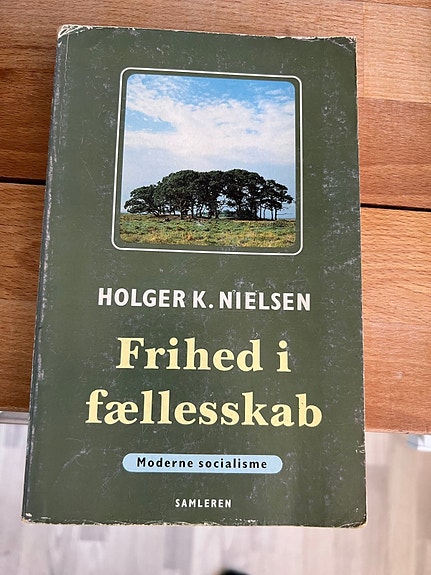 HOLGER K. NIELSEN
Frihed i
fællesskab
Moderne socialisme
SAMLEREN